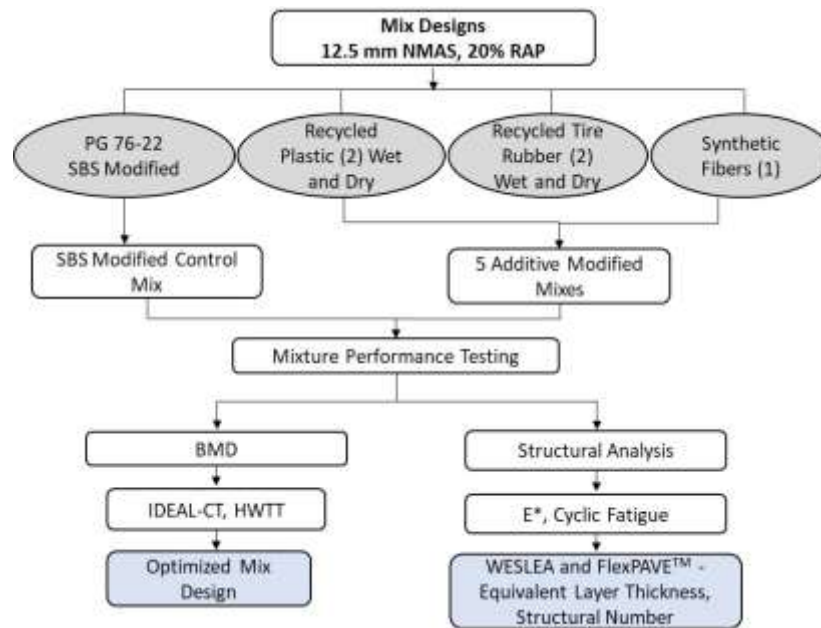 Mix Designs
12.5 mm NMAS, 20% RAP
PG 76-22
SBS Modified
Recycled
Plastic (2) Wet
and Dry
Recycled Tire
Rubber (2)
Wet and Dry
Synthetic
Fibers (1)
SBS Modified Control
Mix
5 Additive Modified
Mixes
Mixture Performance Testing
BMD
Structural Analysis
IDEAL-CT, HWTT
E*, Cyclic Fatigue
Optimized Mix
Design
WESLEA and FlexPAVE™ -
Equivalent Layer Thickness,
Structural Number